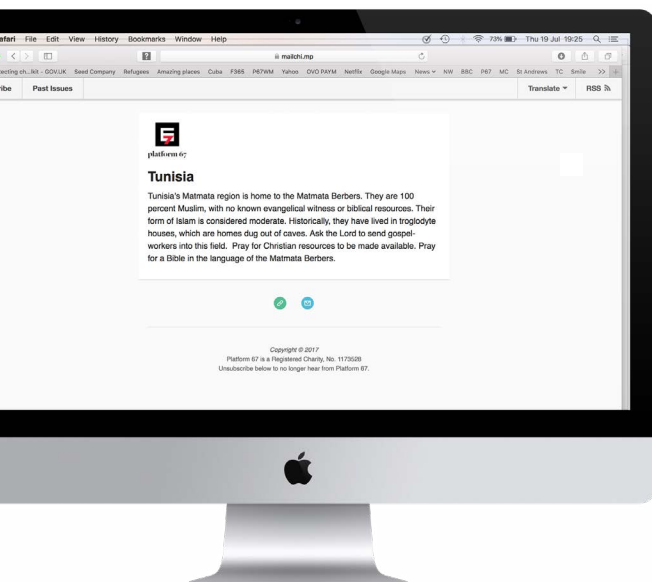 afari File Edit View History Bookmarks Window Help 73% Thu 19 Jul 19:25
mailchi.mp
tecting ch...lkit - GOV.UK Seed Company Refugees Amazing places Cuba F365 P67WM Yahoo OVO PAYM Netflix Google Maps News NW BBC P67 MC St Andrews TC Smile >>
ibe Past Issues Translate RSS
platform 67
Tunisia
Tunisia's Matmata region is home to the Matmata Berbers. They are 100
percent Muslim, with no known evangelical witness or biblical resources. Their
form of Islam is considered moderate. Historically, they have lived in troglodyte
houses, which are homes dug out of caves. Ask the Lord to send gospel-
workers into this field. Pray for Christian resources to be made available. Pray
for a Bible in the language of the Matmata Berbers.
Copyright © 2017
Platform 67 is a Registered Charity, No. 1173528
Unsubscribe below to no longer hear from Platform 67.